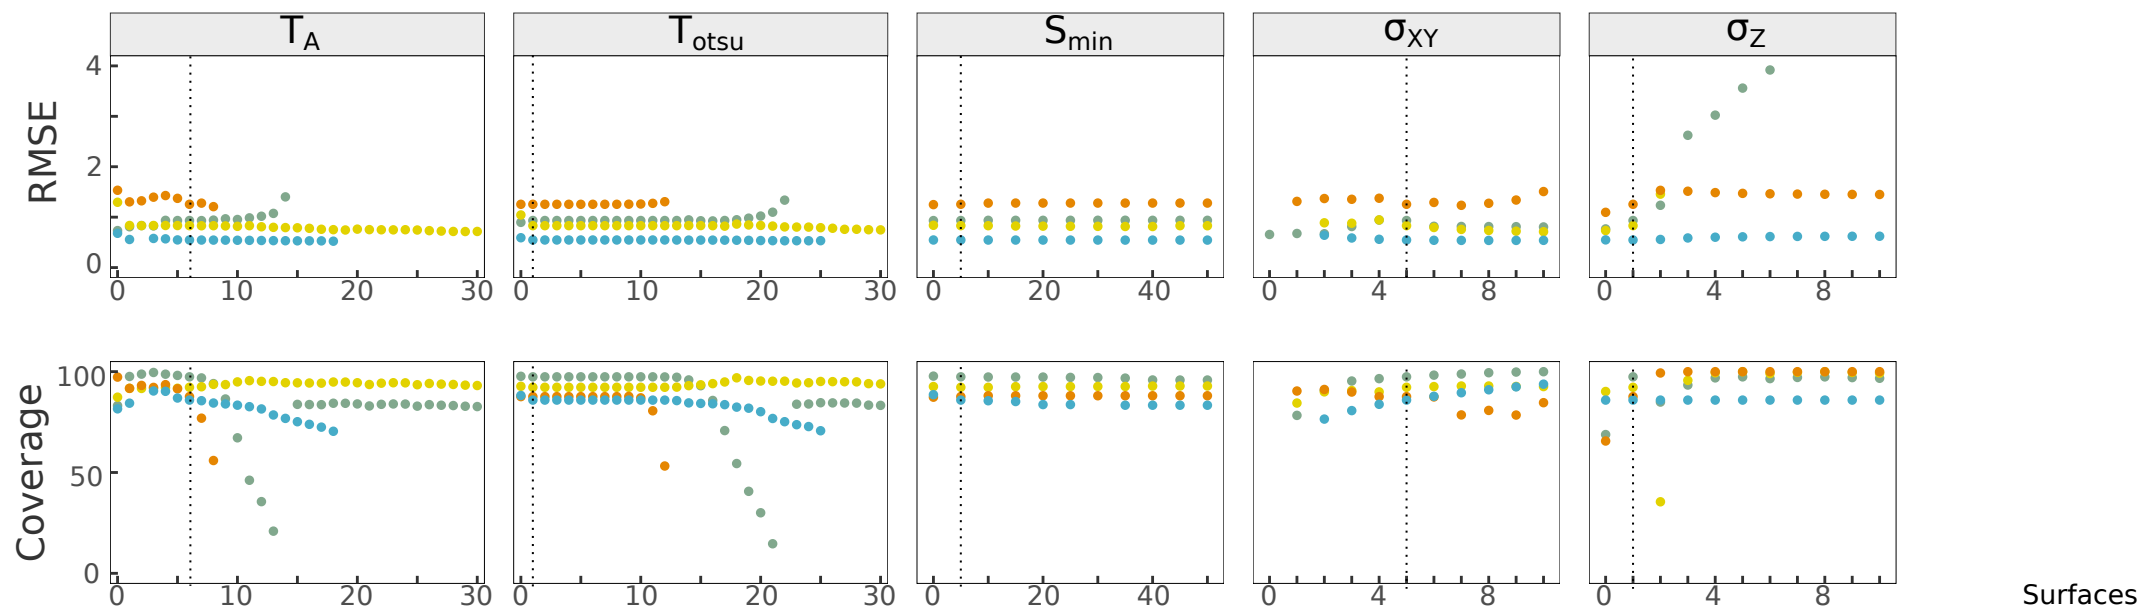 T_A T_otsu S_min σ_XY σ_Z
RMSE
4
2
0
0 10 20 30 0 10 20 30 0 20 40 0 4 8 0 4 8
Coverage
100
50
0
0 10 20 30 0 10 20 30 0 20 40 0 4 8 0 4 8
Surfaces